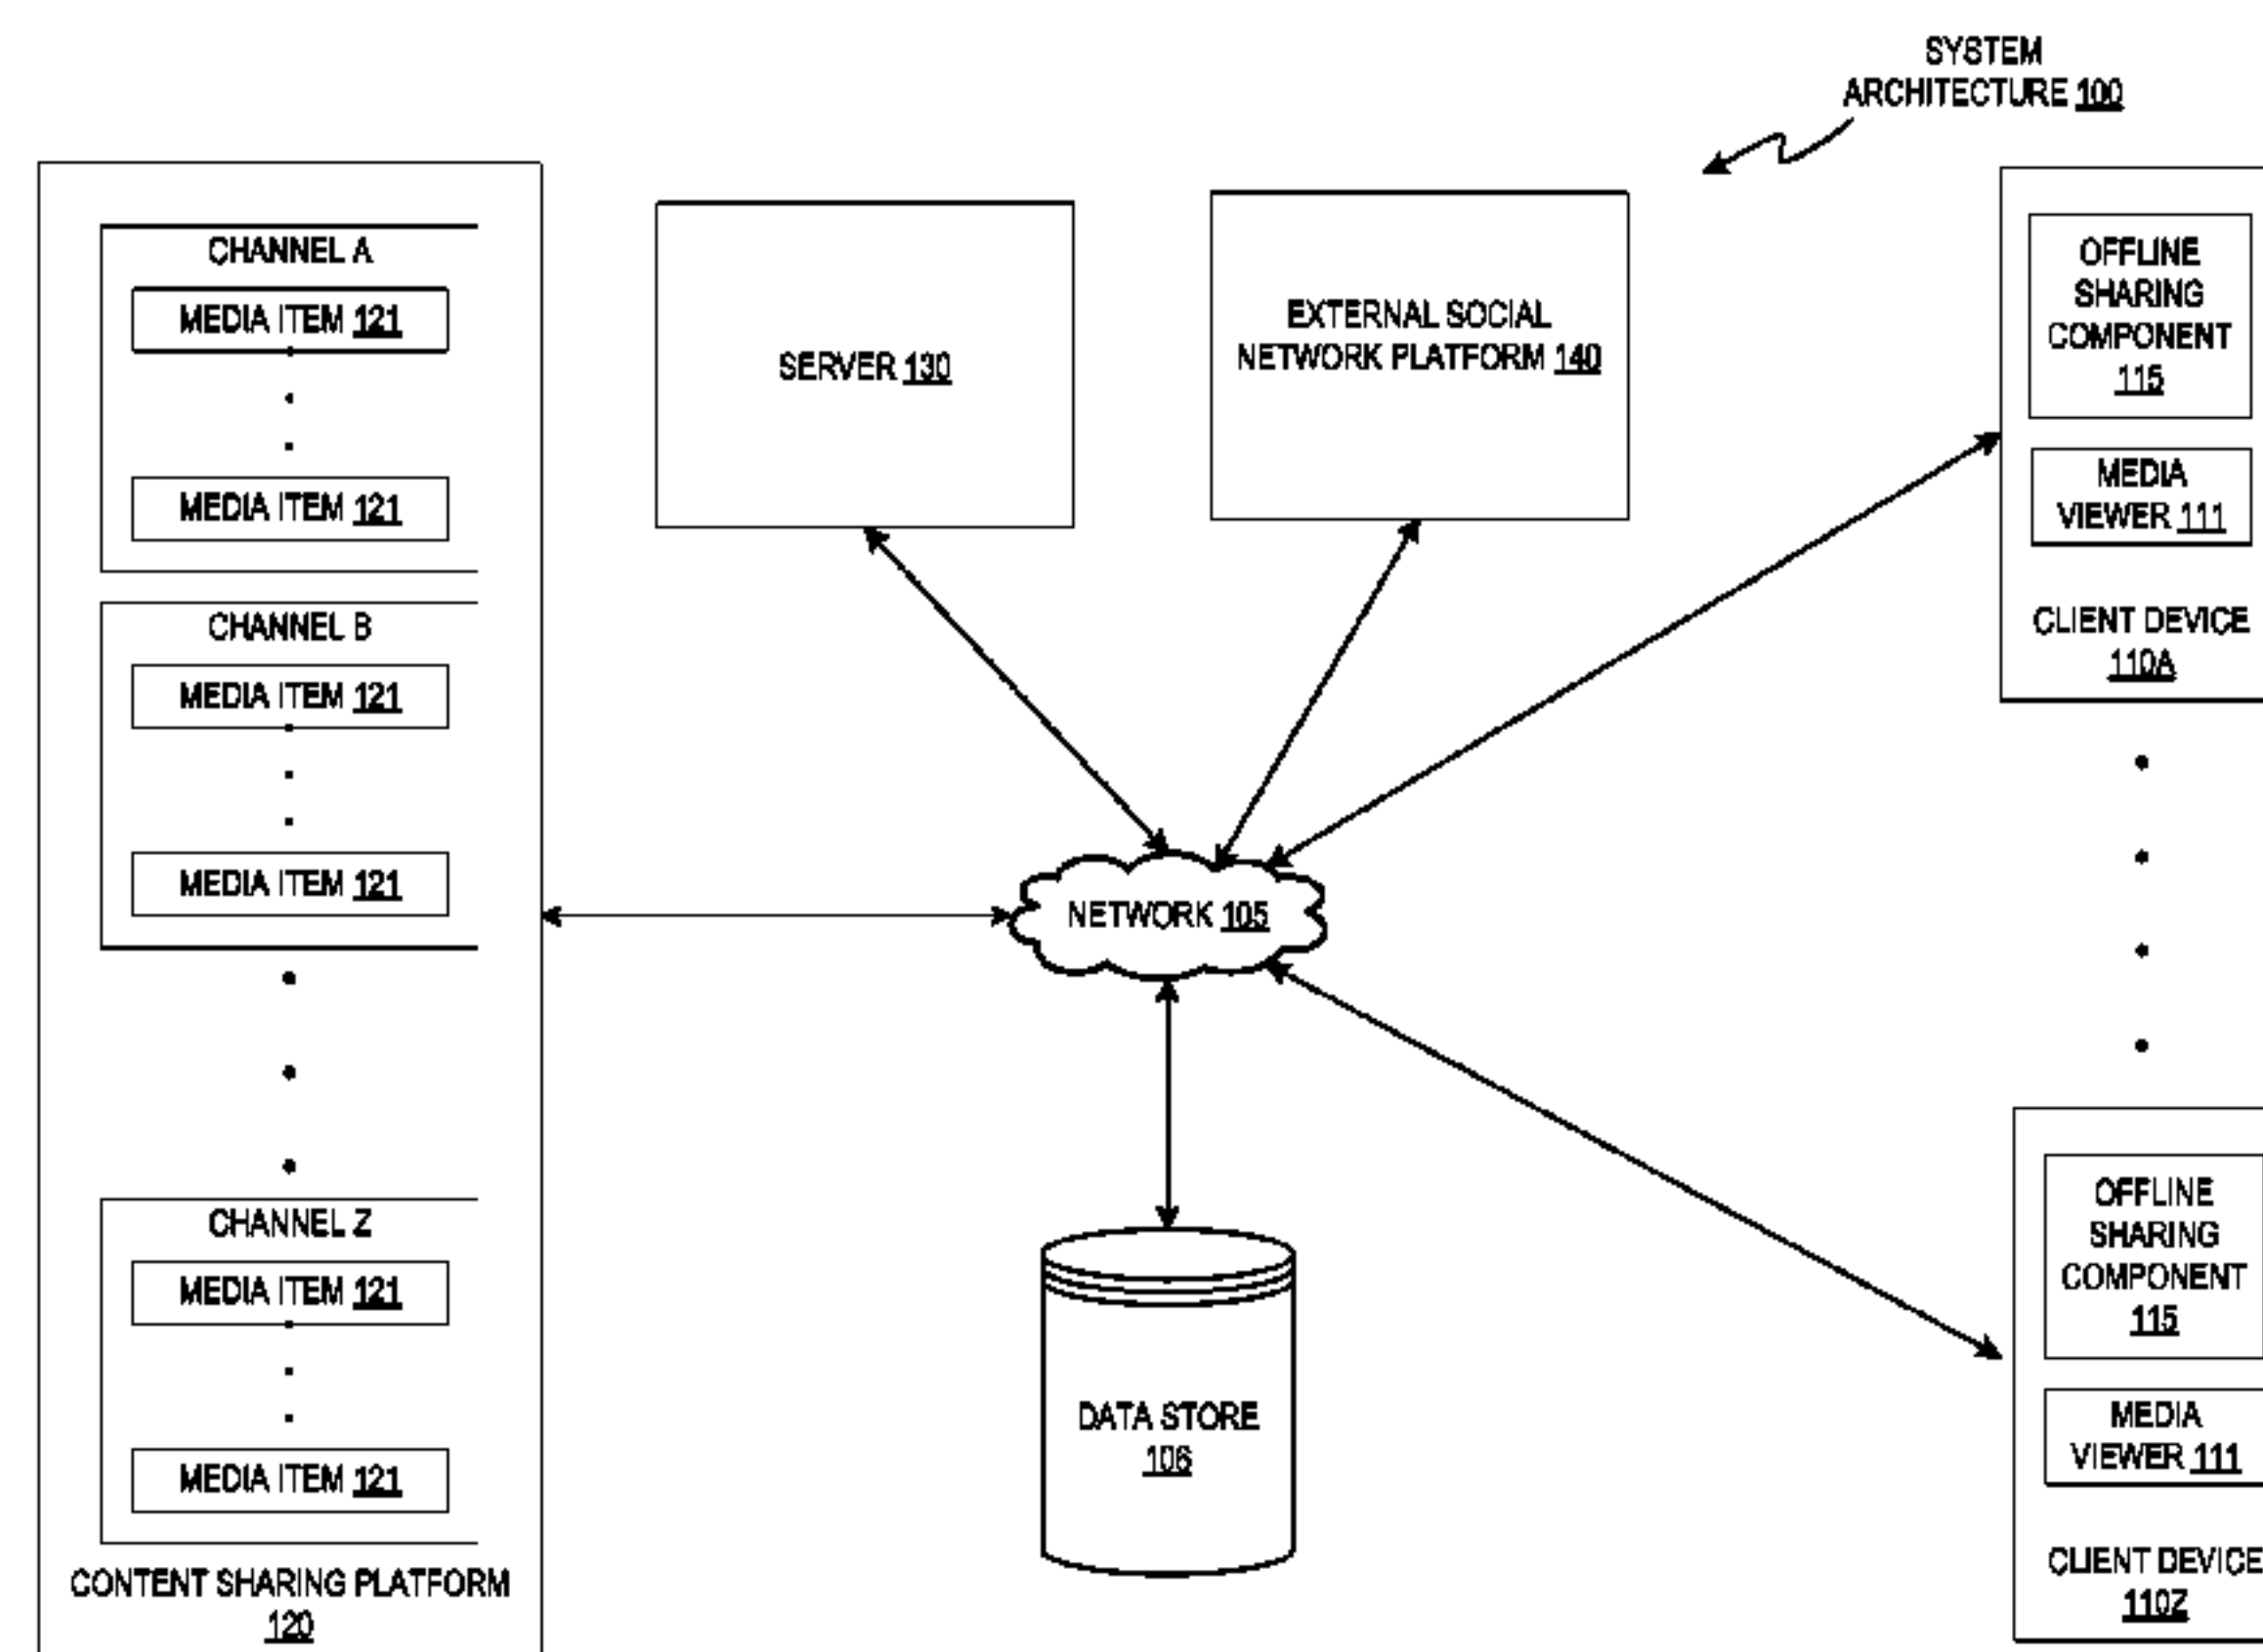 SYSTEM
ARCHITECTURE 100
CHANNEL A
MEDIA ITEM 121
MEDIA ITEM 121
CHANNEL B
MEDIA ITEM 121
MEDIA ITEM 121
CHANNEL Z
MEDIA ITEM 121
MEDIA ITEM 121
CONTENT SHARING PLATFORM
120
SERVER 130
EXTERNAL SOCIAL
NETWORK PLATFORM 140
NETWORK 105
DATA STORE
106
OFFLINE
SHARING
COMPONENT
115
MEDIA
VIEWER 111
CLIENT DEVICE
110A
OFFLINE
SHARING
COMPONENT
115
MEDIA
VIEWER 111
CLIENT DEVICE
110Z